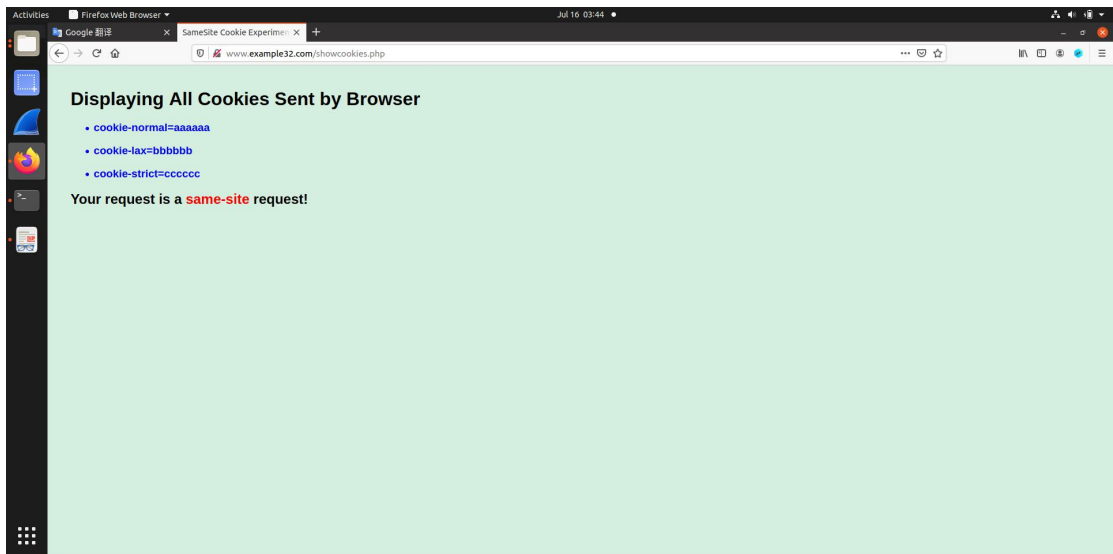 Activities Firefox Web Browser Jul 16 03:44
Google 翻译 SameSite Cookie Experimen
www.example32.com/showcookies.php
Displaying All Cookies Sent by Browser
• cookie-normal=aaaaaa
• cookie-lax=bbbbbb
• cookie-strict=cccccc
Your request is a same-site request!